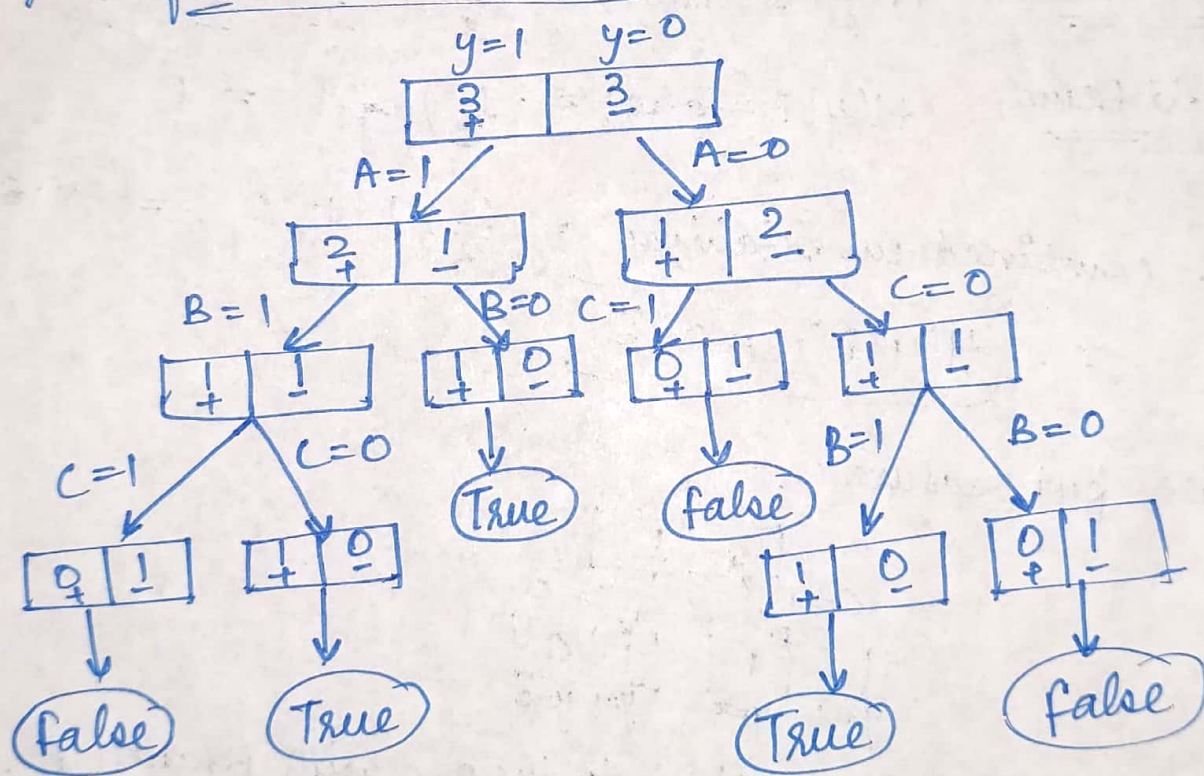 y=1 y=0
3 + 3 -
A=1 A=0
2 + 1 - 1 + 2 -
B=1 B=0 C=1 C=0
1 + 1 - 1 + 0 - 0 + 1 - 1 + 1 -
C=1 C=0 B=1 B=0
True false
0 + 1 - 1 + 0 - 1 + 0 - 0 + 1 -
false True True false